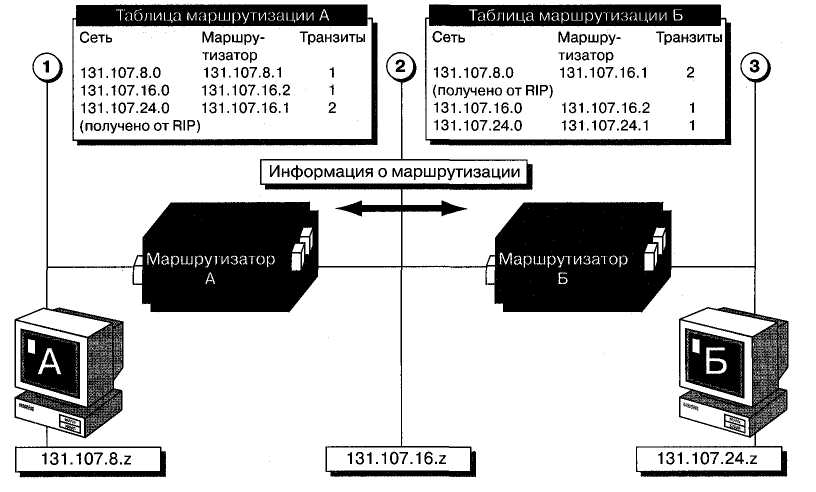 Таблица маршрутизации А
Сеть Маршру- Транзиты
тизатор
131.107.8.0 131.107.8.1 1
131.107.16.0 131.107.16.2 1
131.107.24.0 131.107.16.1 2
(получено от RIP)
Таблица маршрутизации Б
Сеть Маршру- Транзиты
тизатор
131.107.8.0 131.107.16.1 2
(получено от RIP)
131.107.16.0 131.107.16.2 1
131.107.24.0 131.107.24.1 1
1
2
3
Информация о маршрутизации
Маршрутизатор
А
Маршрутизатор
Б
А
Б
131.107.8.z
131.107.16.z
131.107.24.z